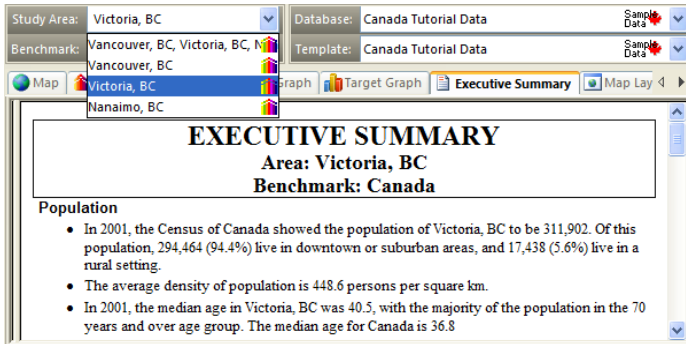 Study Area: Victoria, BC
Database: Canada Tutorial Data Sample Data
Benchmark: Vancouver, BC, Victoria, BC, N
Template: Canada Tutorial Data Sample Data
Vancouver, BC
Victoria, BC
Nanaimo, BC
Map Graph Target Graph Executive Summary Map Lay
EXECUTIVE SUMMARY
Area: Victoria, BC
Benchmark: Canada
Population
• In 2001, the Census of Canada showed the population of Victoria, BC to be 311,902. Of this
population, 294,464 (94.4%) live in downtown or suburban areas, and 17,438 (5.6%) live in a
rural setting.
• The average density of population is 448.6 persons per square km.
• In 2001, the median age in Victoria, BC was 40.5, with the majority of the population in the 70
years and over age group. The median age for Canada is 36.8